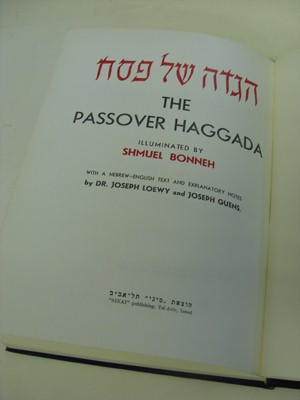 הגדה של פסח
THE
PASSOVER HAGGADA
ILLUMINATED BY
SHMUEL BONNEH
WITH A HEBREW-ENGLISH TEXT AND EXPLANATORY NOTES
by DR. JOSEPH LOEWY and JOSEPH GUENS.
הוצאת „סיני” תל־אביב
"SINAI" publishing, Tel-Aviv, Israel